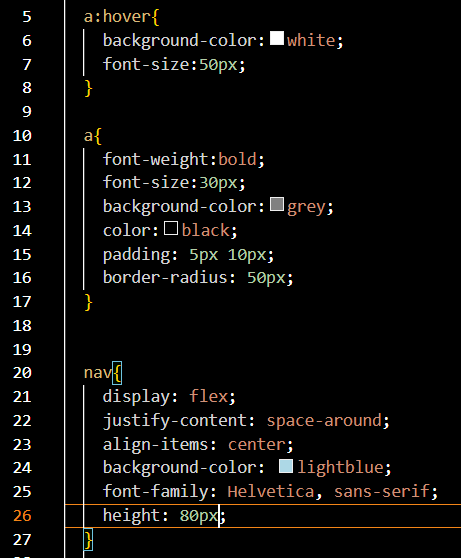 5 a:hover{
6 background-color: white;
7 font-size:50px;
8 }
9
10 a{
11 font-weight:bold;
12 font-size:30px;
13 background-color: grey;
14 color: black;
15 padding: 5px 10px;
16 border-radius: 50px;
17 }
18
19
20 nav{
21 display: flex;
22 justify-content: space-around;
23 align-items: center;
24 background-color: lightblue;
25 font-family: Helvetica, sans-serif;
26 height: 80px;
27 }